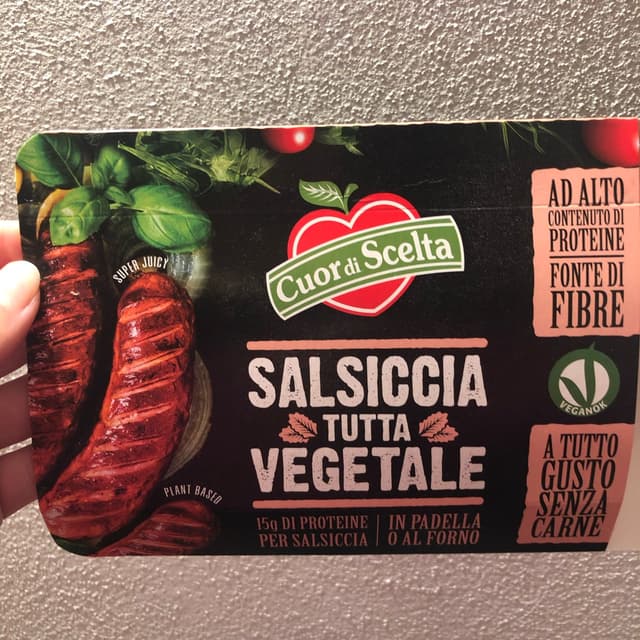 SUPER JUICY
PLANT BASED
Cuor di Scelta
SALSICCIA
TUTTA
VEGETALE
15g DI PROTEINE
PER SALSICCIA
IN PADELLA
O AL FORNO
AD ALTO
CONTENUTO DI
PROTEINE
FONTE DI
FIBRE
VEGANOK
A TUTTO
GUSTO
SENZA
CARNE